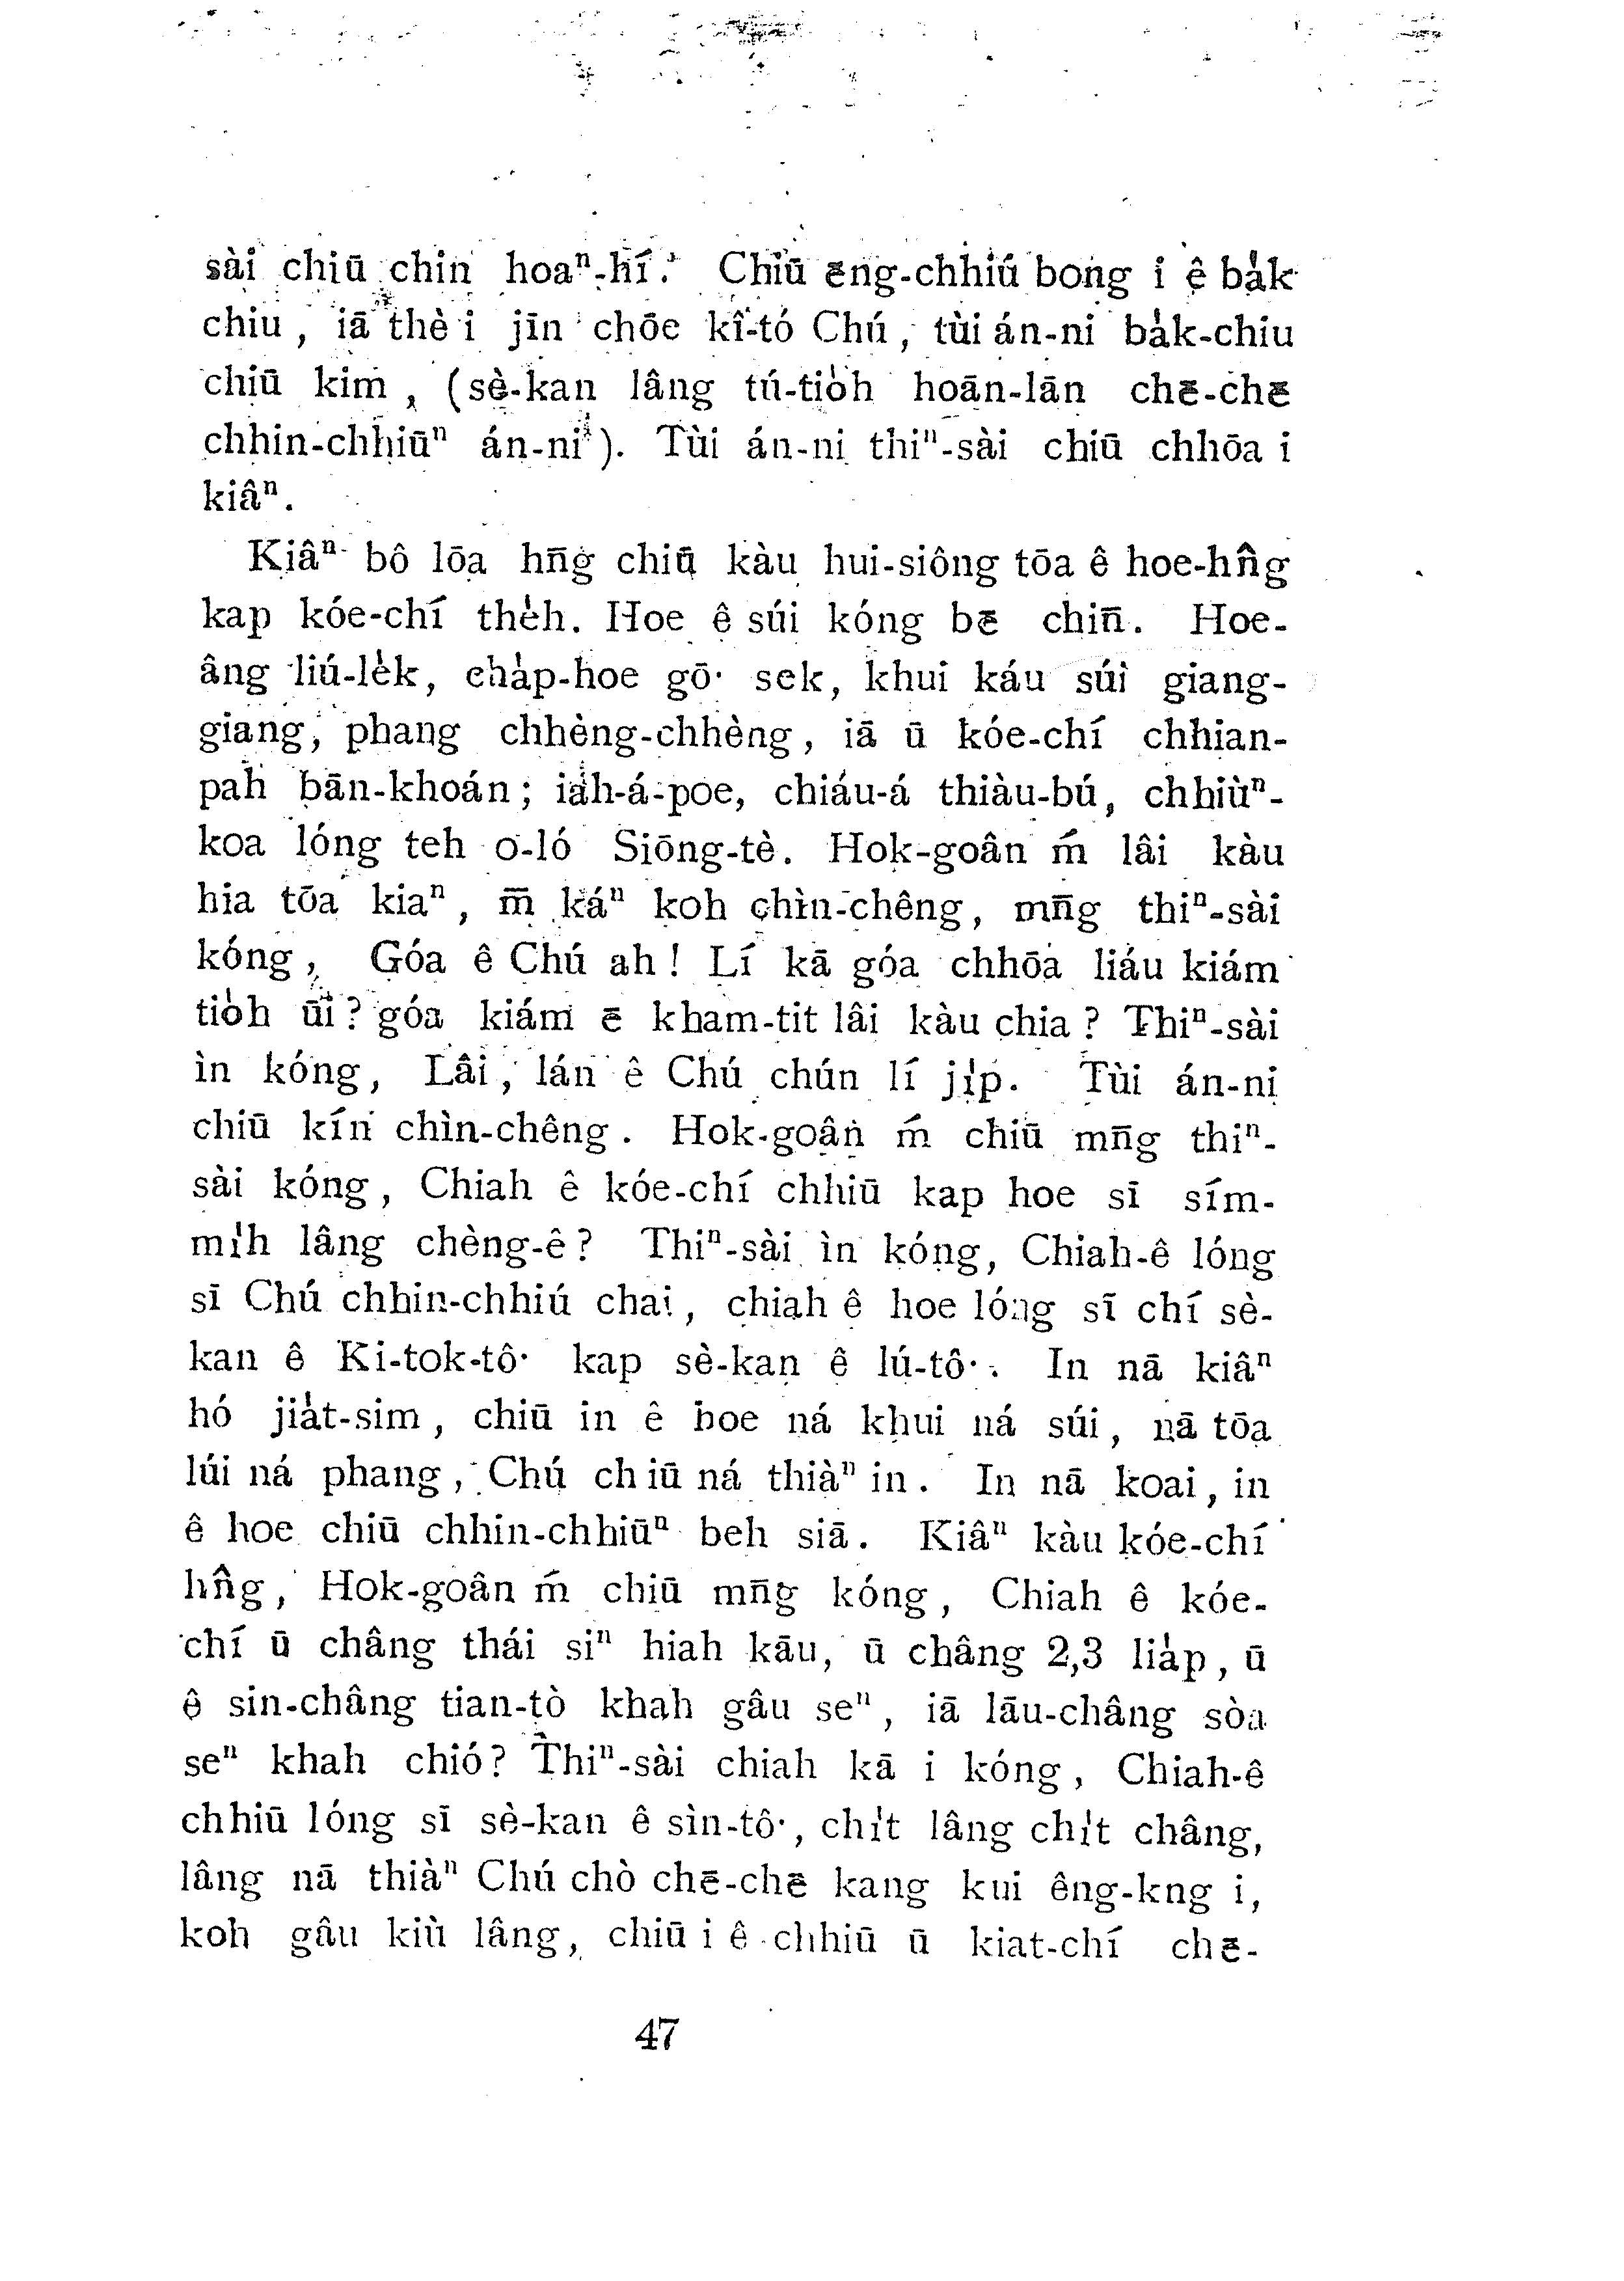 sài chiū chin hoaⁿ-hí. Chiū ēng-chhiú bong i ê ba̍k
chiu, iā thè i jīn chōe kî-tó Chú, tùi án-ni ba̍k-chiu
chiū kim, (sè-kan lâng tú-tio̍h hoān-lān chē-chē
chhin-chhiūⁿ án-ni). Tùi án-ni thiⁿ-sài chiū chhōa i
kiâⁿ.
Kiâⁿ bô lōa hn̄g chiū kàu hui-siông tōa ê hoe-hn̂g
kap kóe-chí the̍h. Hoe ê súi kóng bē chin̄. Hoe-
âng liú-le̍k, cha̍p-hoe gō͘ sek, khui káu súi giang-
giang, phang chhèng-chhèng, iā ū kóe-chí chhian-
pah bān-khoán; ia̍h-á-poe, chiáu-á thiàu-bú, chhiùⁿ-
koa lóng teh o-ló Siōng-tè. Hok-goân ḿ lâi kàu
hia tōa kiaⁿ, m̄ káⁿ koh chìn-chêng, mn̄g thiⁿ-sài
kóng, Góa ê Chú ah! Lí kā góa chhōa liáu kiám
tio̍h ūi? góa kiám ē kham-tit lâi kàu chia? Thiⁿ-sài
ìn kóng, Lâi, lán ê Chú chún lí ji̍p. Tùi án-ni
chiū kín chìn-chêng. Hok-goân ḿ chiū mn̄g thiⁿ-
sài kóng, Chiah ê kóe-chí chhiū kap hoe sī sím-
mi̍h lâng chèng-ê? Thiⁿ-sài ìn kóng, Chiah-ê lóng
sī Chú chhin-chhiú chai, chiah ê hoe lóng sī chí sè-
kan ê Ki-tok-tô͘ kap sè-kan ê lú-tô͘. In nā kiâⁿ
hó jia̍t-sim, chiū in ê hoe ná khui ná súi, nā tōa
lúi ná phang, Chú chiū ná thiàⁿ in. In nā koai, in
ê hoe chiū chhin-chhiūⁿ beh siā. Kiâⁿ kàu kóe-chí
hn̂g, Hok-goân ḿ chiū mn̄g kóng, Chiah ê kóe-
chí ū châng thái siⁿ hiah kāu, ū châng 2,3 lia̍p, ū
ê sin-châng tian-tò khah gâu seⁿ, iā lāu-châng sòa
seⁿ khah chió? Thiⁿ-sài chiah kā i kóng, Chiah-ê
chhiū lóng sī sè-kan ê sìn-tô͘, chi̍t lâng chi̍t châng,
lâng nā thiàⁿ Chú chò chē-chē kang kui êng-kng i,
koh gâu kiù lâng, chiū i ê chhiū ū kiat-chí chē-
47